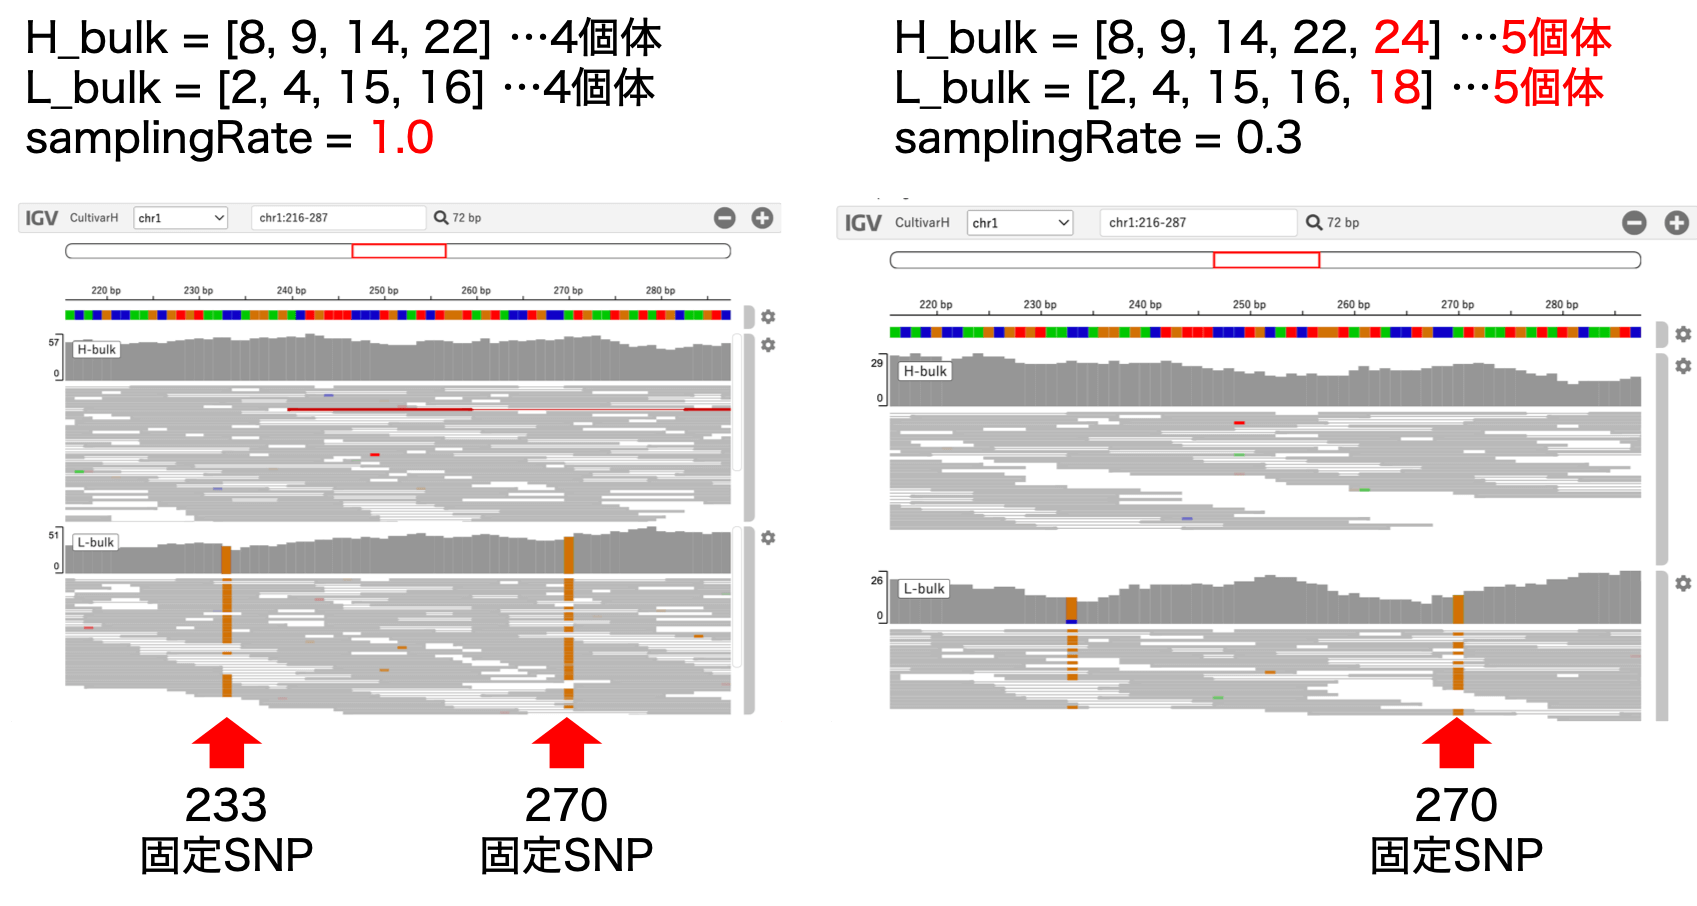 H_bulk = [8, 9, 14, 22] …4個体
L_bulk = [2, 4, 15, 16] …4個体
samplingRate = 1.0
IGV CultivarH chr1 chr1:216-287 72 bp
220 bp 230 bp 240 bp 250 bp 260 bp 270 bp 280 bp
57
H-bulk
0
51
L-bulk
0
233
固定SNP
270
固定SNP
H_bulk = [8, 9, 14, 22, 24] …5個体
L_bulk = [2, 4, 15, 16, 18] …5個体
samplingRate = 0.3
IGV CultivarH chr1 chr1:216-287 72 bp
220 bp 230 bp 240 bp 250 bp 260 bp 270 bp 280 bp
29
H-bulk
0
26
L-bulk
0
270
固定SNP